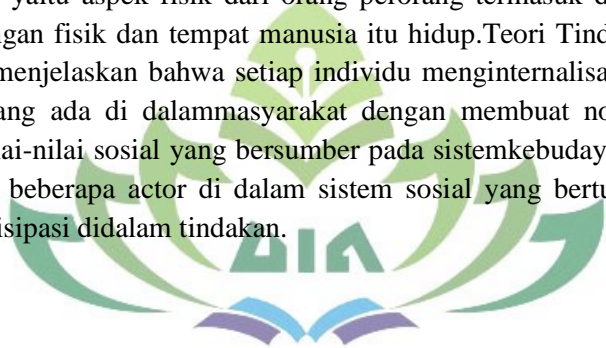 yaitu aspek fisik dari orang perorang termasuk d
ngan fisik dan tempat manusia itu hidup.Teori Tind
menjelaskan bahwa setiap individu menginternalisa
ang ada di dalammasyarakat dengan membuat no
ai-nilai sosial yang bersumber pada sistemkebuday
beberapa actor di dalam sistem sosial yang bertu
isipasi didalam tindakan.